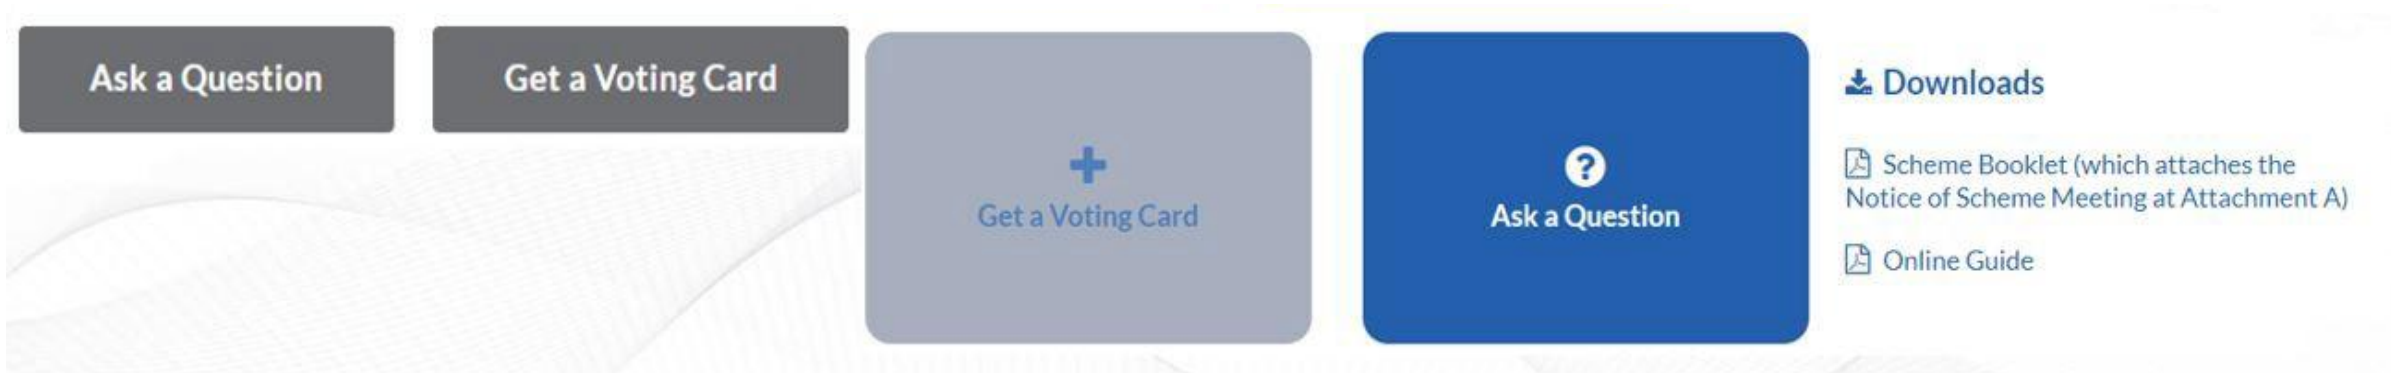 Ask a Question
Get a Voting Card
Get a Voting Card
Ask a Question
Downloads
Scheme Booklet (which attaches the
Notice of Scheme Meeting at Attachment A)
Online Guide